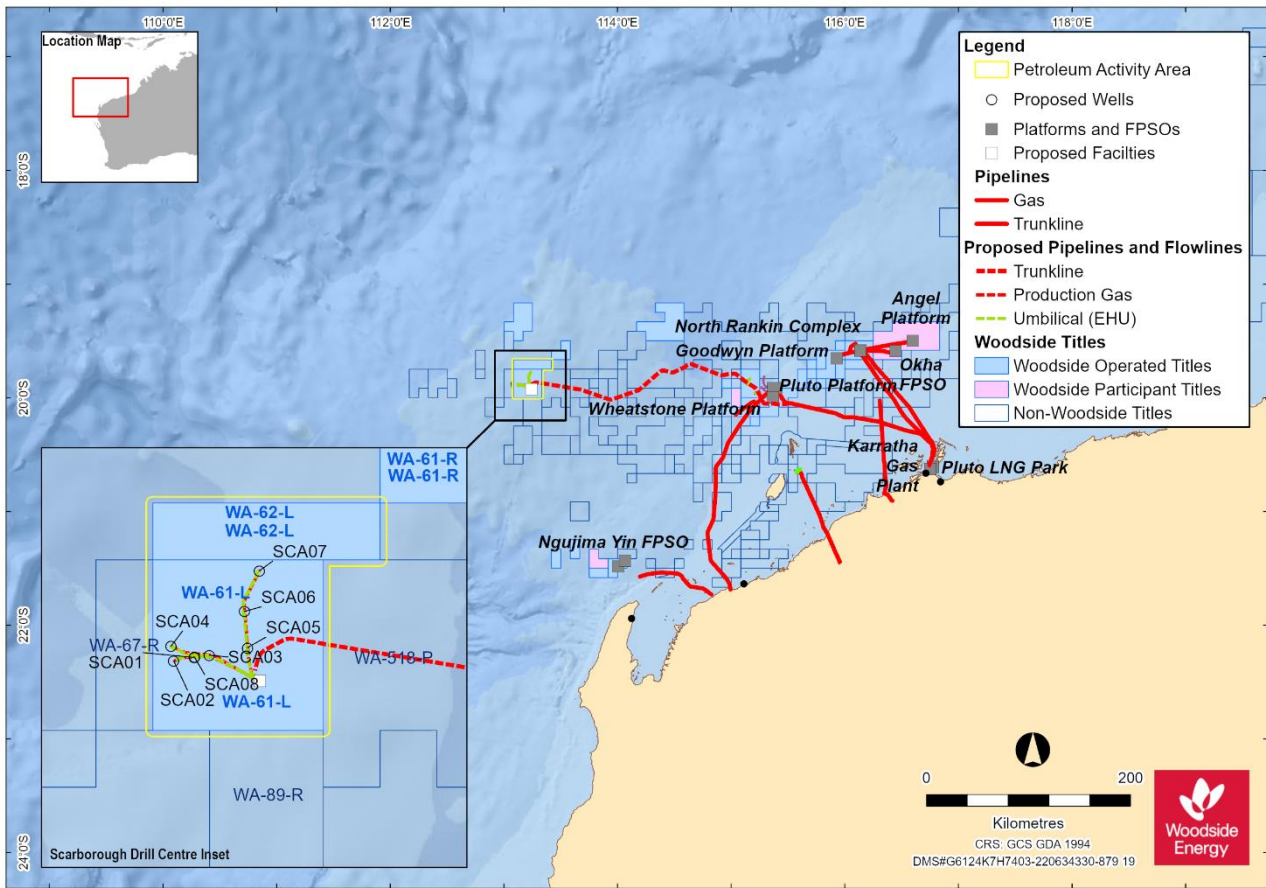 110°0'E
112°0'E
114°0'E
116°0'E
118°0'E
18°0'S
20°0'S
22°0'S
24°0'S
Location Map
Legend
Petroleum Activity Area
Proposed Wells
Platforms and FPSOs
Proposed Facilties
Pipelines
Gas
Trunkline
Proposed Pipelines and Flowlines
Trunkline
Production Gas
Umbilical (EHU)
Woodside Titles
Woodside Operated Titles
Woodside Participant Titles
Non-Woodside Titles
Angel
Platform
North Rankin Complex
Goodwyn Platform
Okha
FPSO
Pluto Platform
Wheatstone Platform
Karratha
Gas
Plant
Pluto LNG Park
Ngujima Yin FPSO
WA-61-R
WA-61-R
WA-62-L
WA-62-L
SCA07
WA-61-L
SCA06
SCA04
SCA05
WA-67-R
SCA01
SCA03
WA-518-P
SCA02
SCA08
WA-61-L
WA-89-R
Scarborough Drill Centre Inset
0
200
Kilometres
CRS: GCS GDA 1994
DMS#G6124K7H7403-220634330-879 19
Woodside
Energy